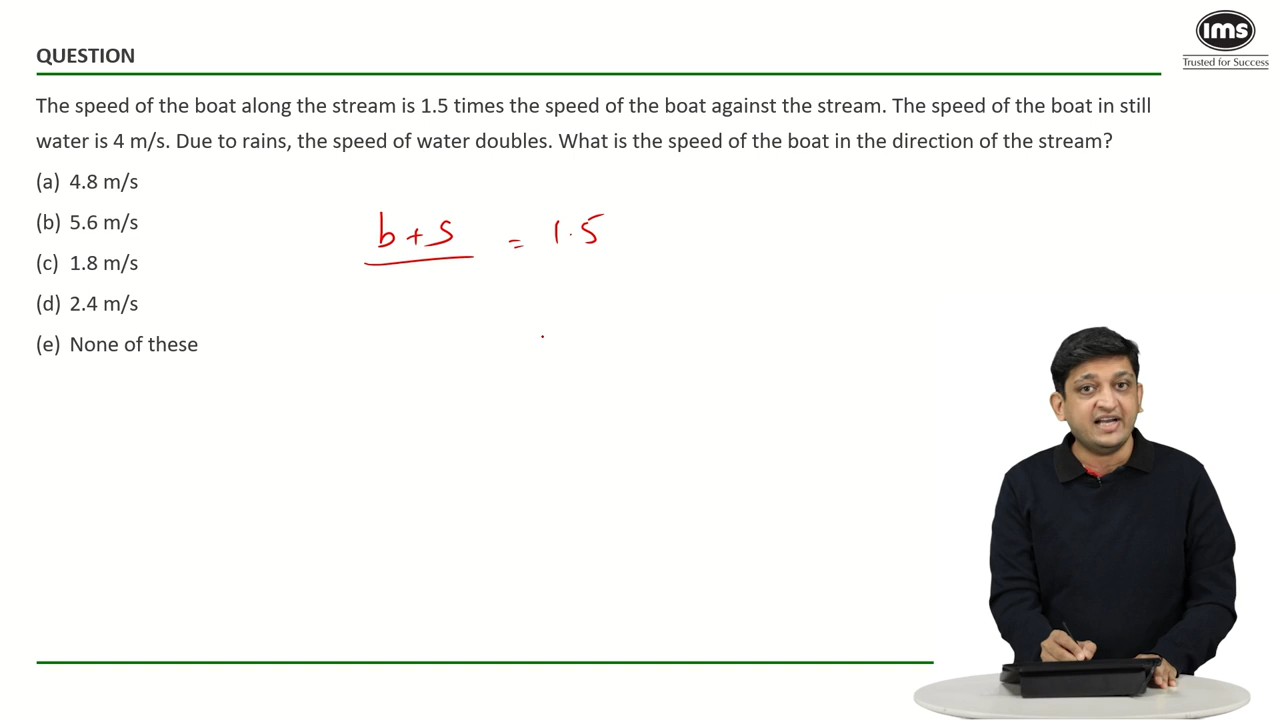 QUESTION
ims
Trusted for Success
The speed of the boat along the stream is 1.5 times the speed of the boat against the stream. The speed of the boat in still
water is 4 m/s. Due to rains, the speed of water doubles. What is the speed of the boat in the direction of the stream?
(a) 4.8 m/s
(b) 5.6 m/s
(c) 1.8 m/s
(d) 2.4 m/s
(e) None of these
b + s = 1.5